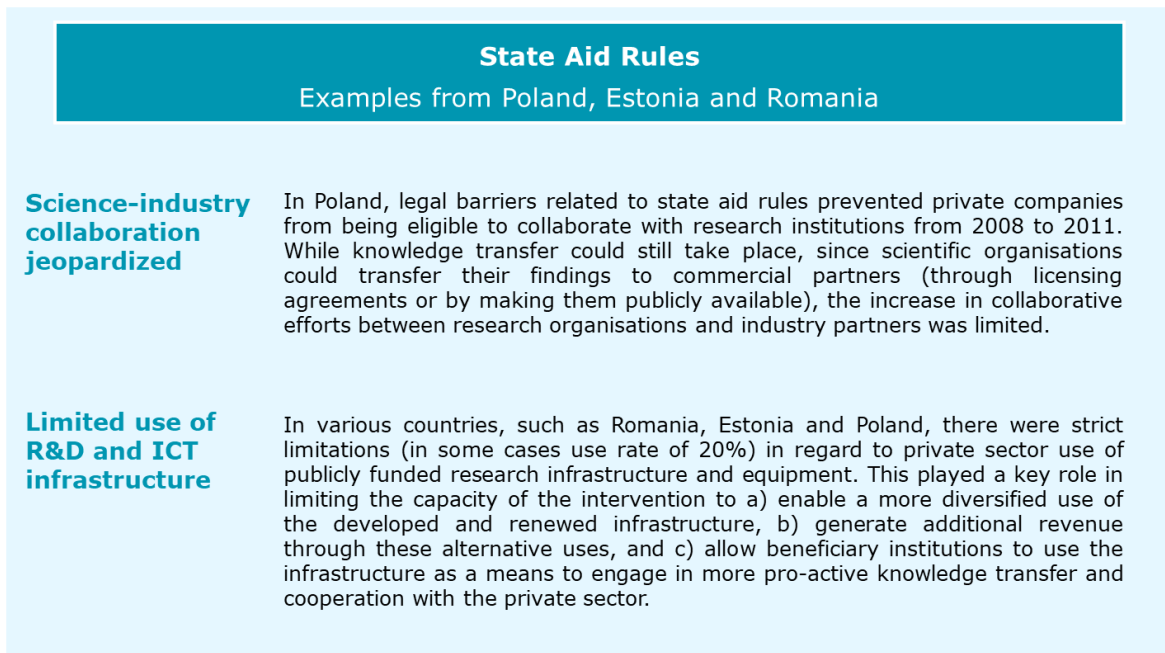 State Aid Rules
Examples from Poland, Estonia and Romania
Science-industry
collaboration
jeopardized
In Poland, legal barriers related to state aid rules prevented private companies
from being eligible to collaborate with research institutions from 2008 to 2011.
While knowledge transfer could still take place, since scientific organisations
could transfer their findings to commercial partners (through licensing
agreements or by making them publicly available), the increase in collaborative
efforts between research organisations and industry partners was limited.
Limited use of
R&D and ICT
infrastructure
In various countries, such as Romania, Estonia and Poland, there were strict
limitations (in some cases use rate of 20%) in regard to private sector use of
publicly funded research infrastructure and equipment. This played a key role in
limiting the capacity of the intervention to a) enable a more diversified use of
the developed and renewed infrastructure, b) generate additional revenue
through these alternative uses, and c) allow beneficiary institutions to use the
infrastructure as a means to engage in more pro-active knowledge transfer and
cooperation with the private sector.